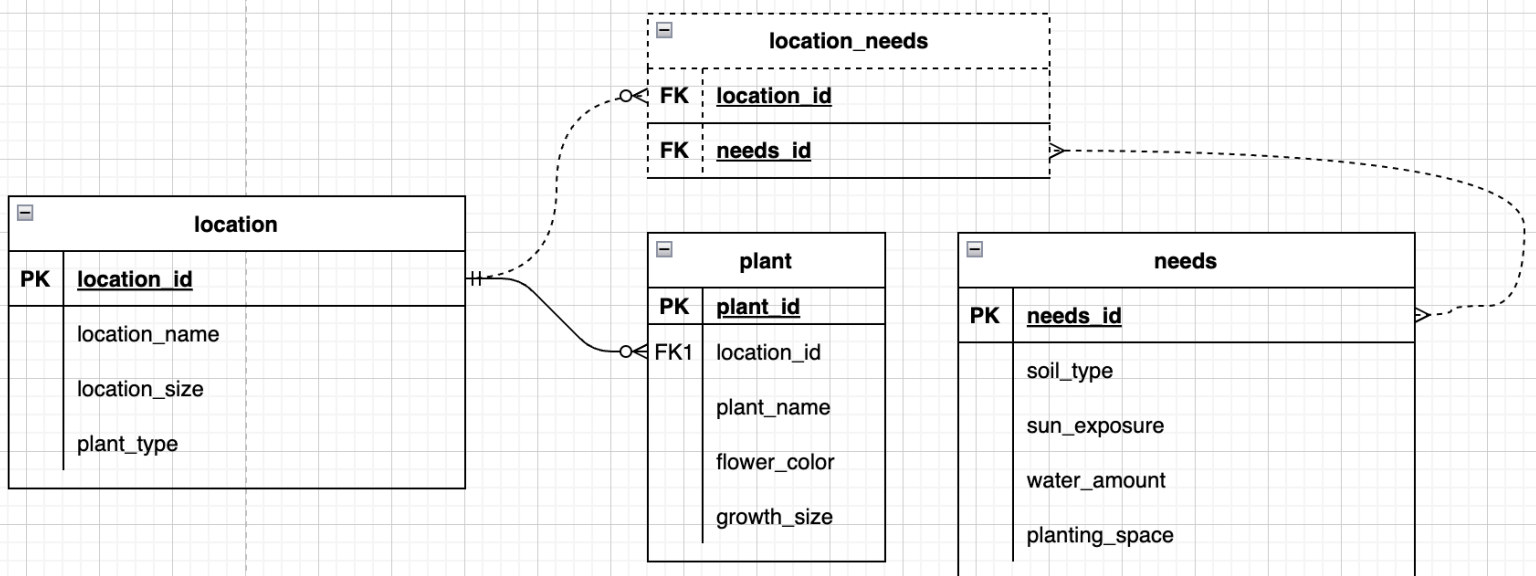 location_needs
FK location_id
FK needs_id
location
PK location_id
location_name
location_size
plant_type
plant
PK plant_id
FK1 location_id
plant_name
flower_color
growth_size
needs
PK needs_id
soil_type
sun_exposure
water_amount
planting_space